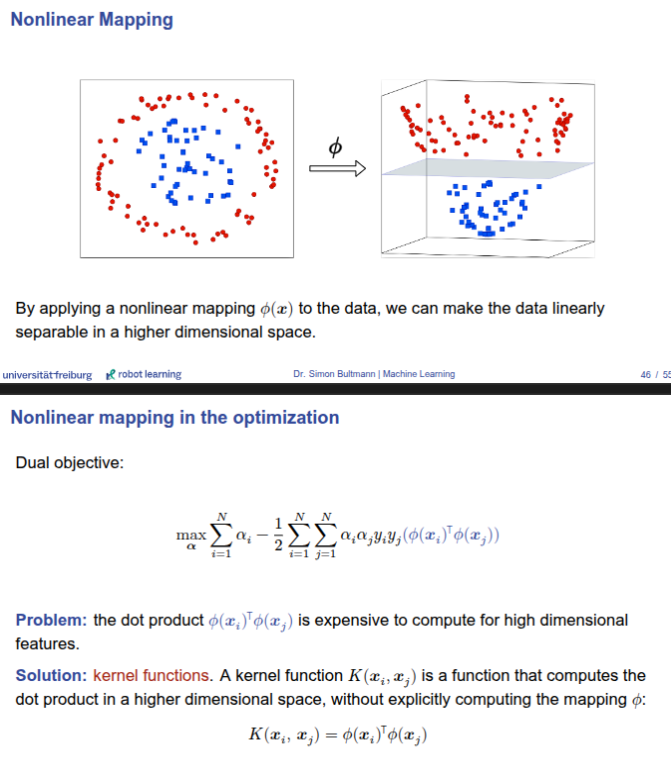 Nonlinear Mapping
ϕ
By applying a nonlinear mapping ϕ(x) to the data, we can make the data linearly
separable in a higher dimensional space.
universität freiburg robot learning Dr. Simon Bultmann | Machine Learning 46 / 55
Nonlinear mapping in the optimization
Dual objective:
max_α ∑_{i=1}^{N} α_i − 1/2 ∑_{i=1}^{N} ∑_{j=1}^{N} α_i α_j y_i y_j (ϕ(x_i)^⊤ ϕ(x_j))
Problem: the dot product ϕ(x_i)^⊤ ϕ(x_j) is expensive to compute for high dimensional
features.
Solution: kernel functions. A kernel function K(x_i, x_j) is a function that computes the
dot product in a higher dimensional space, without explicitly computing the mapping ϕ:
K(x_i, x_j) = ϕ(x_i)^⊤ ϕ(x_j)